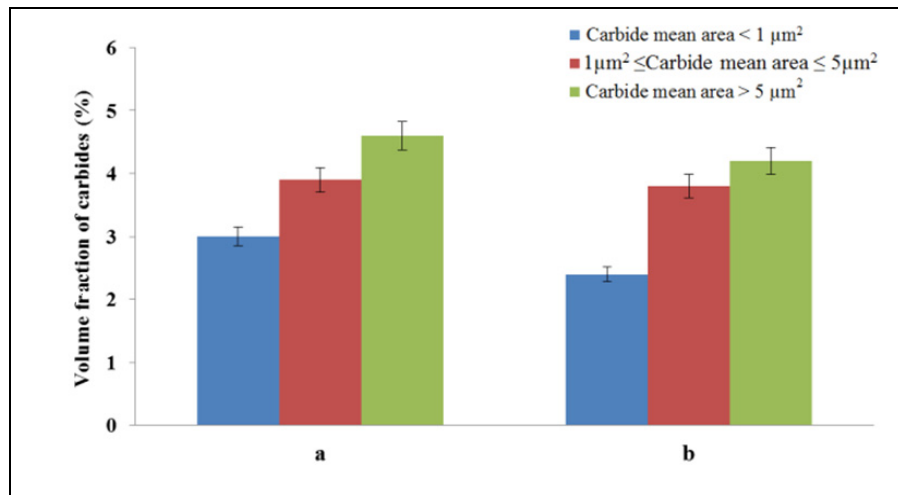 Carbide mean area < 1 µm²
1µm² ≤Carbide mean area ≤ 5µm²
Carbide mean area > 5 µm²
Volume fraction of carbides (%)
6
5
4
3
2
1
0
a
b